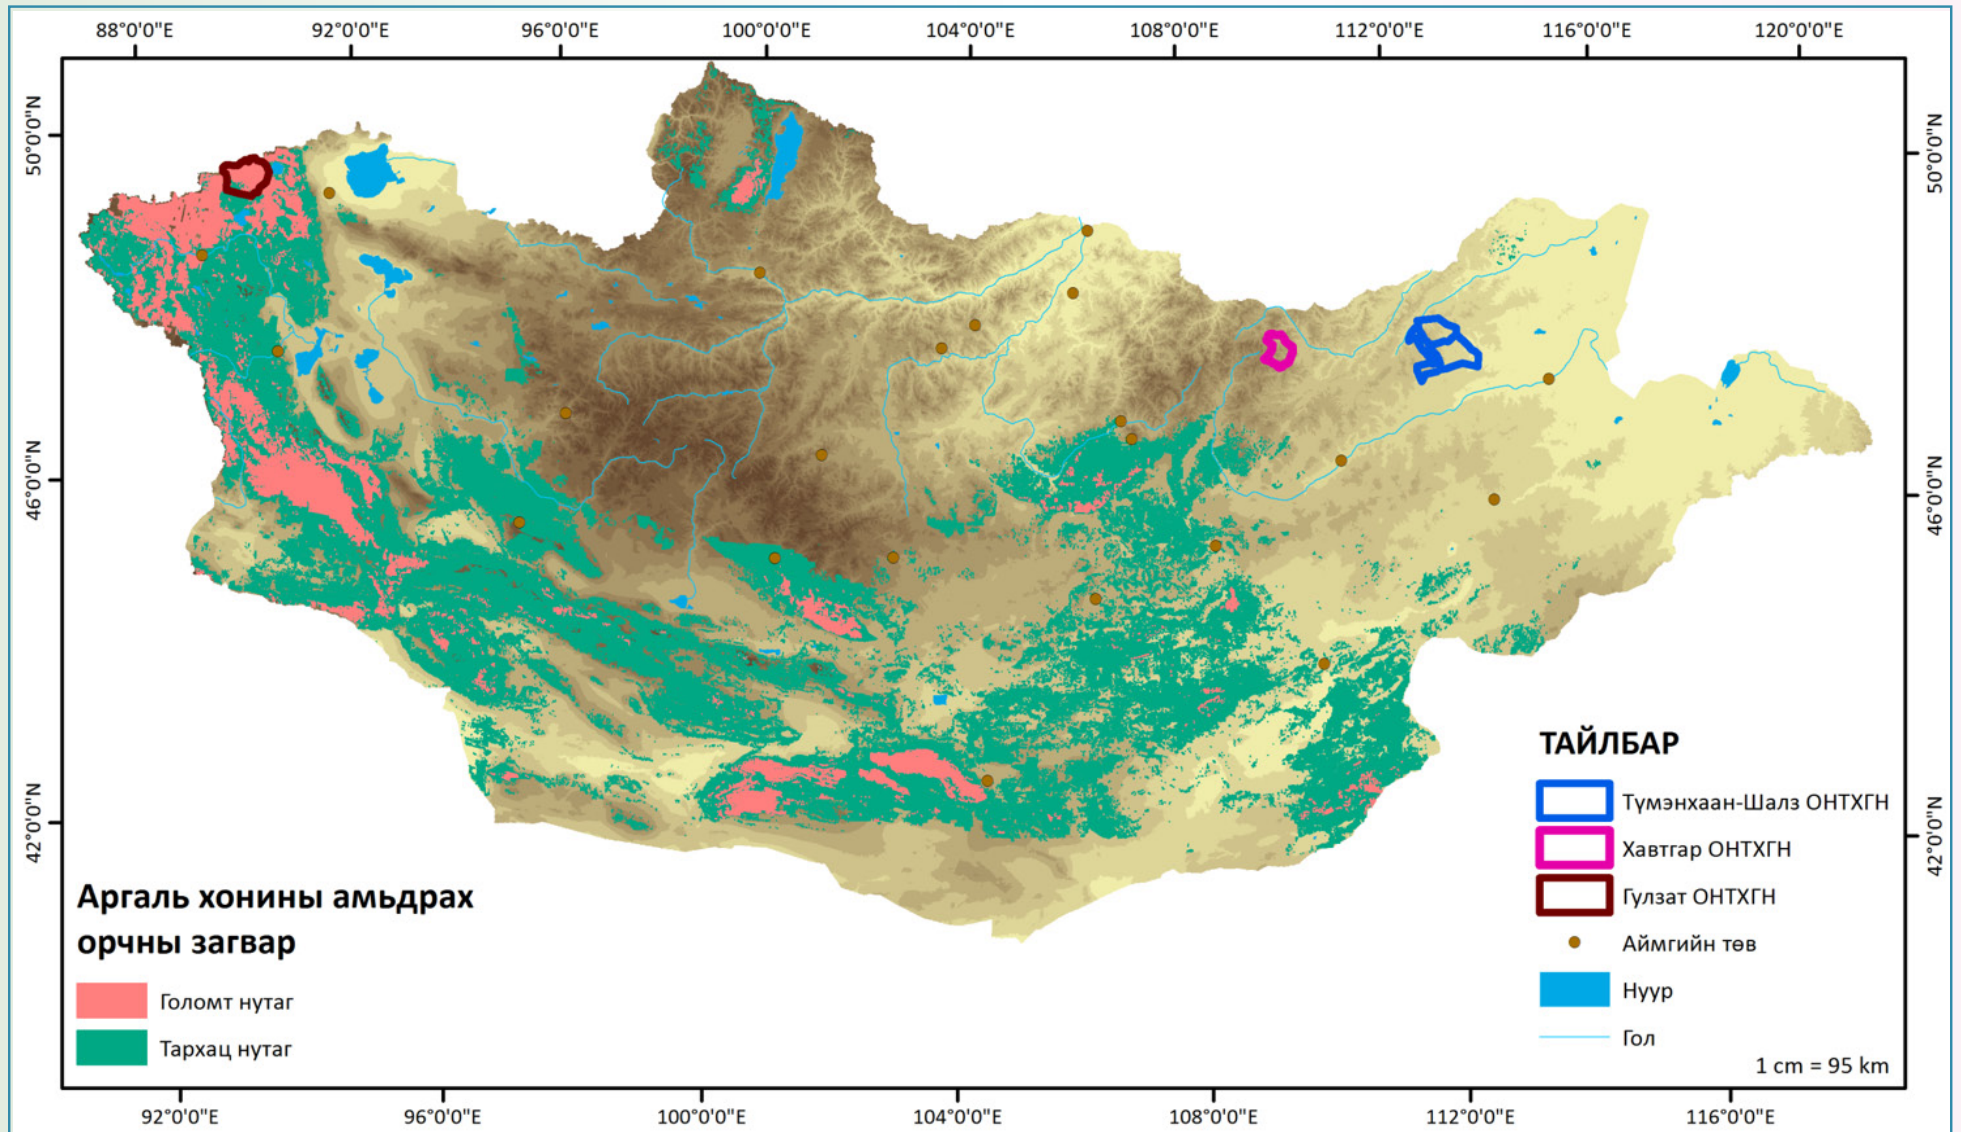 88°0'0"E 92°0'0"E 96°0'0"E 100°0'0"E 104°0'0"E 108°0'0"E 112°0'0"E 116°0'0"E 120°0'0"E
50°0'0"N
50°0'0"N
46°0'0"N
46°0'0"N
42°0'0"N
42°0'0"N
Аргаль хонины амьдрах
орчны загвар
Голомт нутаг
Тархац нутаг
ТАЙЛБАР
Түмэнхаан-Шалз ОНТХГН
Хавтгар ОНТХГН
Гулзат ОНТХГН
Аймгийн төв
Нуур
Гол
1 cm = 95 km
92°0'0"E 96°0'0"E 100°0'0"E 104°0'0"E 108°0'0"E 112°0'0"E 116°0'0"E